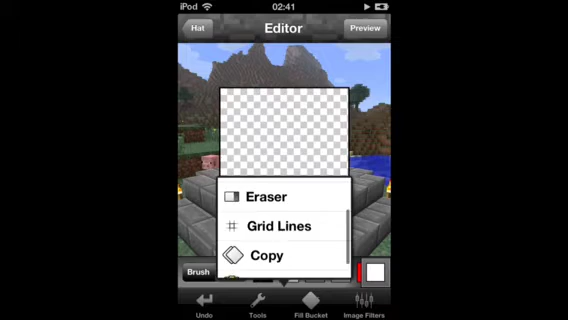 iPod 02:41
Hat Editor Preview
Eraser
Grid Lines
Copy
Brush
Undo Tools Fill Bucket Image Filters